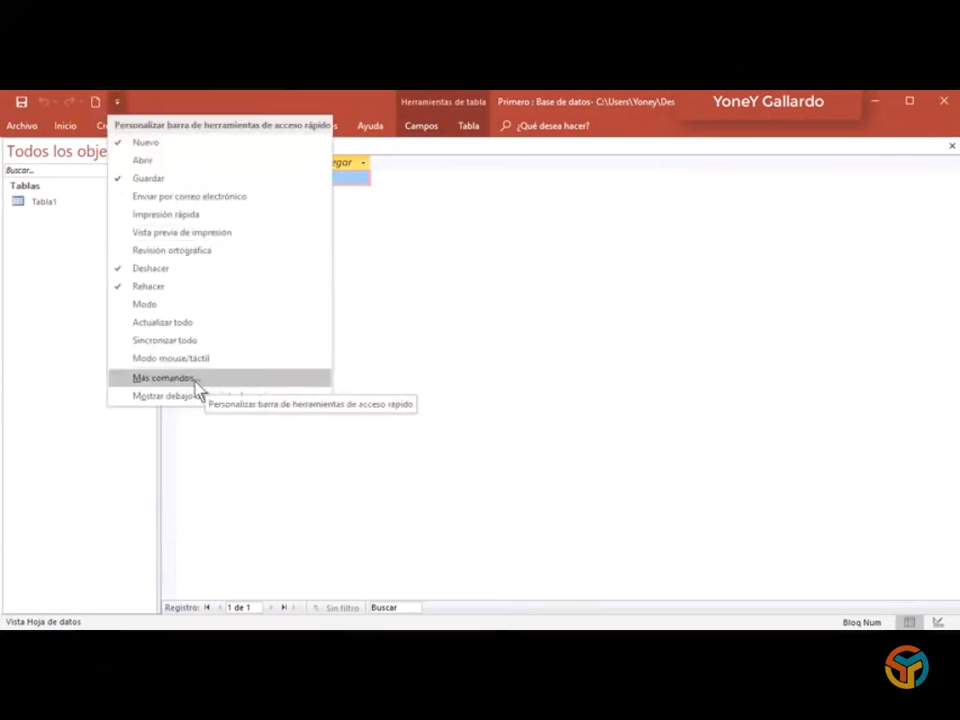 Herramientas de tabla
Primero : Base de datos- C:\Users\Yoney\Des
YoneY Gallardo
Archivo
Inicio
Ayuda
Campos
Tabla
¿Qué desea hacer?
Personalizar barra de herramientas de acceso rápido
Todos los obje
Buscar...
Tablas
Tabla1
Nuevo
Abrir
Guardar
Enviar por correo electrónico
Impresión rápida
Vista previa de impresión
Revisión ortográfica
Deshacer
Rehacer
Modo
Actualizar todo
Sincronizar todo
Modo mouse/táctil
Más comandos...
Mostrar debajo
Personalizar barra de herramientas de acceso rápido
egar
Registro:
1 de 1
Sin filtro
Buscar
Vista Hoja de datos
Bloq Num